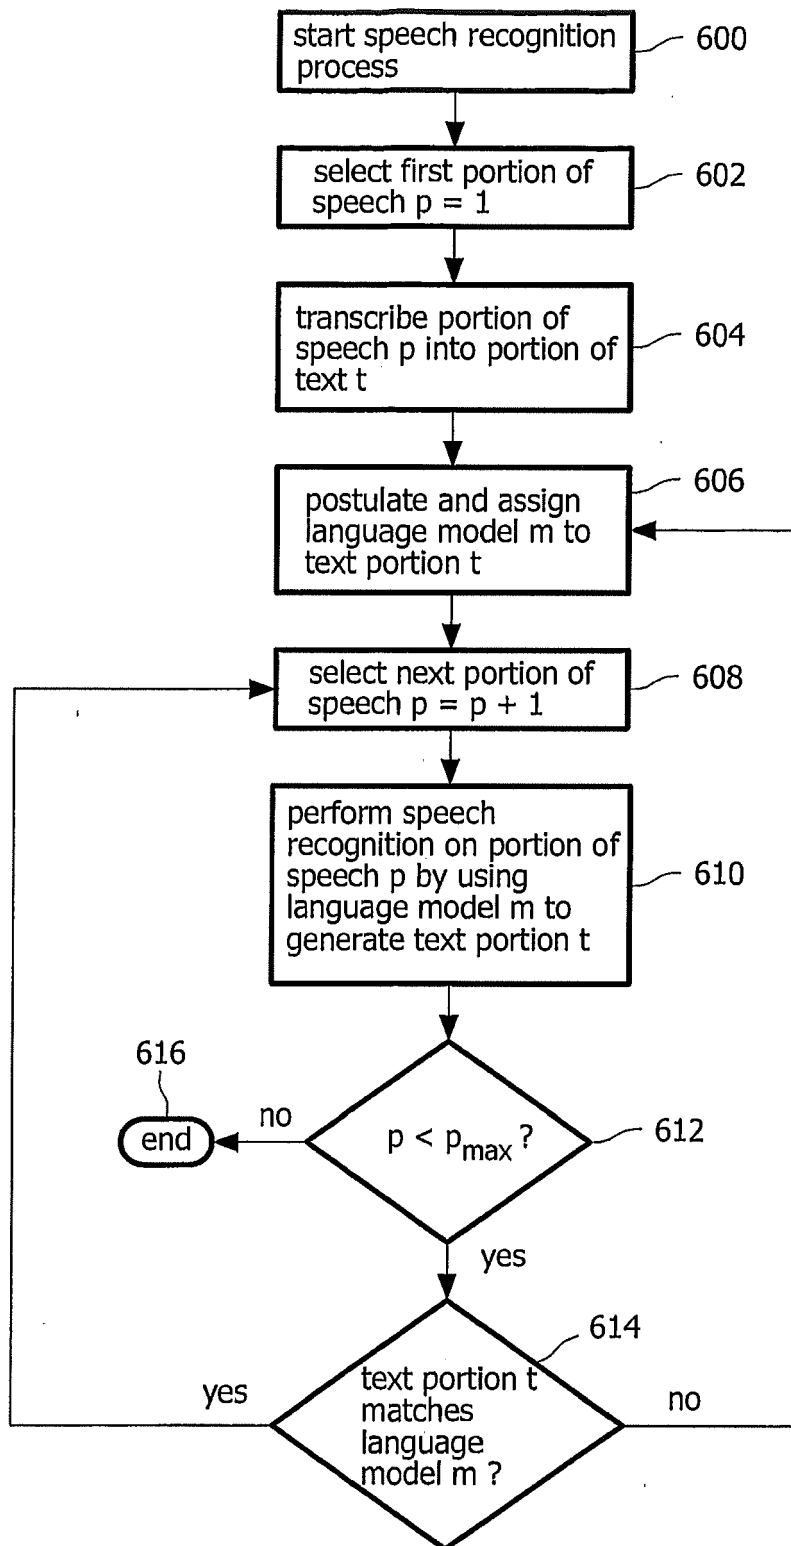 start speech recognition
process
600
select first portion of
speech p = 1
602
transcribe portion of
speech p into portion of
text t
604
postulate and assign
language model m to
text portion t
606
select next portion of
speech p = p + 1
608
perform speech
recognition on portion of
speech p by using
language model m to
generate text portion t
610
616
end
no
p < pmax ?
612
yes
614
yes
text portion t
matches
language
model m ?
no